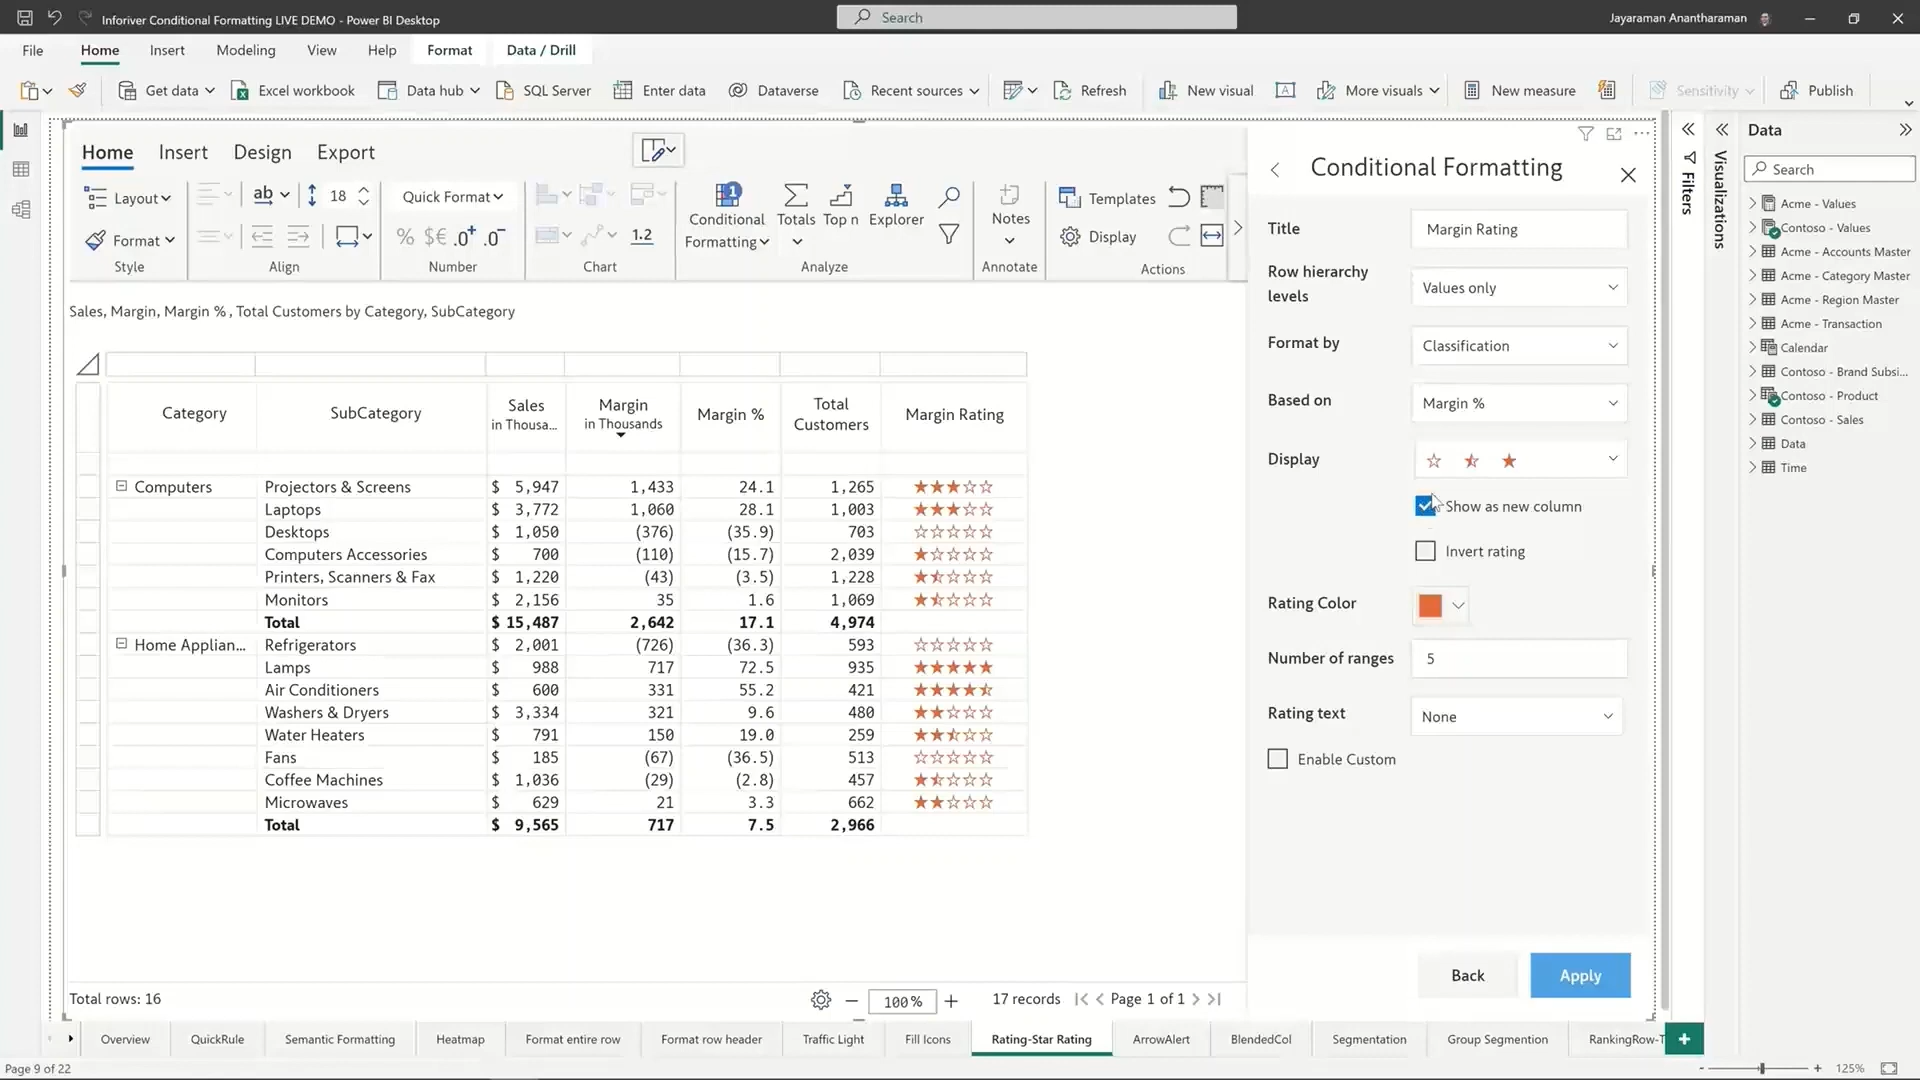 Inforiver Conditional Formatting LIVE DEMO - Power BI Desktop
Search
Jayaraman Anantharaman
File Home Insert Modeling View Help Format Data / Drill
Get data Excel workbook Data hub SQL Server Enter data Dataverse Recent sources Refresh New visual More visuals New measure Sensitivity Publish
Home Insert Design Export
Layout ab 18 Quick Format
Format % $€ .0+ .0- 1.2
Conditional Formatting Totals Top n Explorer
Notes
Templates
Display
Style Align Number Chart Analyze Annotate Actions
Sales, Margin, Margin % , Total Customers by Category, SubCategory
Category SubCategory Sales in Thousa... Margin in Thousands Margin % Total Customers Margin Rating
Computers Projectors & Screens $ 5,947 1,433 24.1 1,265
Laptops $ 3,772 1,060 28.1 1,003
Desktops $ 1,050 (376) (35.9) 703
Computers Accessories $ 700 (110) (15.7) 2,039
Printers, Scanners & Fax $ 1,220 (43) (3.5) 1,228
Monitors $ 2,156 35 1.6 1,069
Total $ 15,487 2,642 17.1 4,974
Home Applian... Refrigerators $ 2,001 (726) (36.3) 593
Lamps $ 988 717 72.5 935
Air Conditioners $ 600 331 55.2 421
Washers & Dryers $ 3,334 321 9.6 480
Water Heaters $ 791 150 19.0 259
Fans $ 185 (67) (36.5) 513
Coffee Machines $ 1,036 (29) (2.8) 457
Microwaves $ 629 21 3.3 662
Total $ 9,565 717 7.5 2,966
Total rows: 16
100 %
17 records
Page 1 of 1
Conditional Formatting
Title Margin Rating
Row hierarchy levels Values only
Format by Classification
Based on Margin %
Display
Show as new column
Invert rating
Rating Color
Number of ranges 5
Rating text None
Enable Custom
Back Apply
Filters
Visualizations
Data
Search
Acme - Values
Contoso - Values
Acme - Accounts Master
Acme - Category Master
Acme - Region Master
Acme - Transaction
Calendar
Contoso - Brand Subsi...
Contoso - Product
Contoso - Sales
Data
Time
Overview QuickRule Semantic Formatting Heatmap Format entire row Format row header Traffic Light Fill Icons Rating-Star Rating ArrowAlert BlendedCol Segmentation Group Segmention RankingRow-T
Page 9 of 22
125%